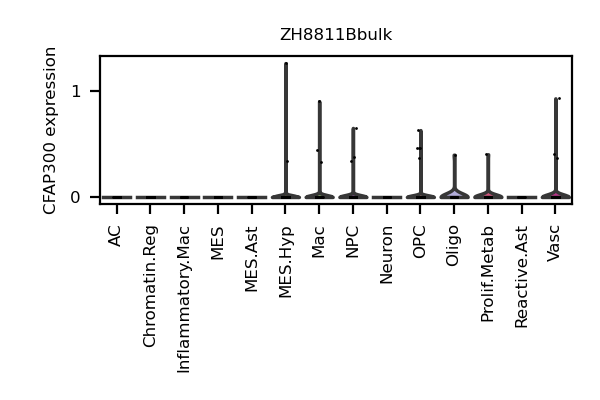 ZH8811Bbulk
CFAP300 expression
1
0
AC
Chromatin.Reg
Inflammatory.Mac
MES
MES.Ast
MES.Hyp
Mac
NPC
Neuron
OPC
Oligo
Prolif.Metab
Reactive.Ast
Vasc